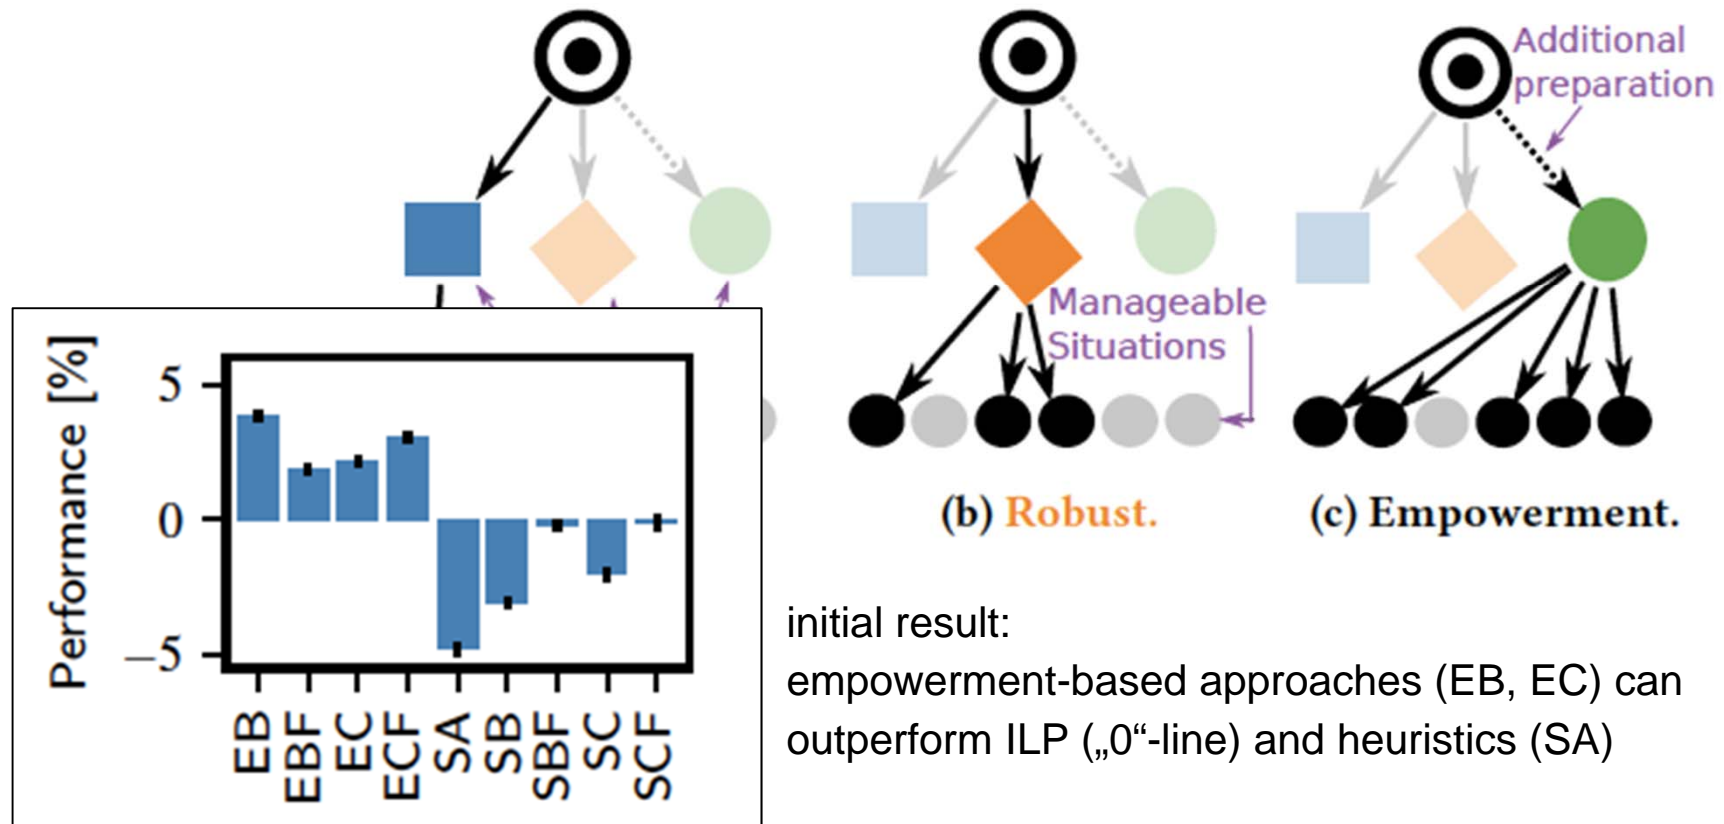 Additional
preparation
Manageable
Situations
(b) Robust.
(c) Empowerment.
Performance [%]
5
0
−5
EB
EBF
EC
ECF
SA
SB
SBF
SC
SCF
initial result:
empowerment-based approaches (EB, EC) can
outperform ILP („0“-line) and heuristics (SA)